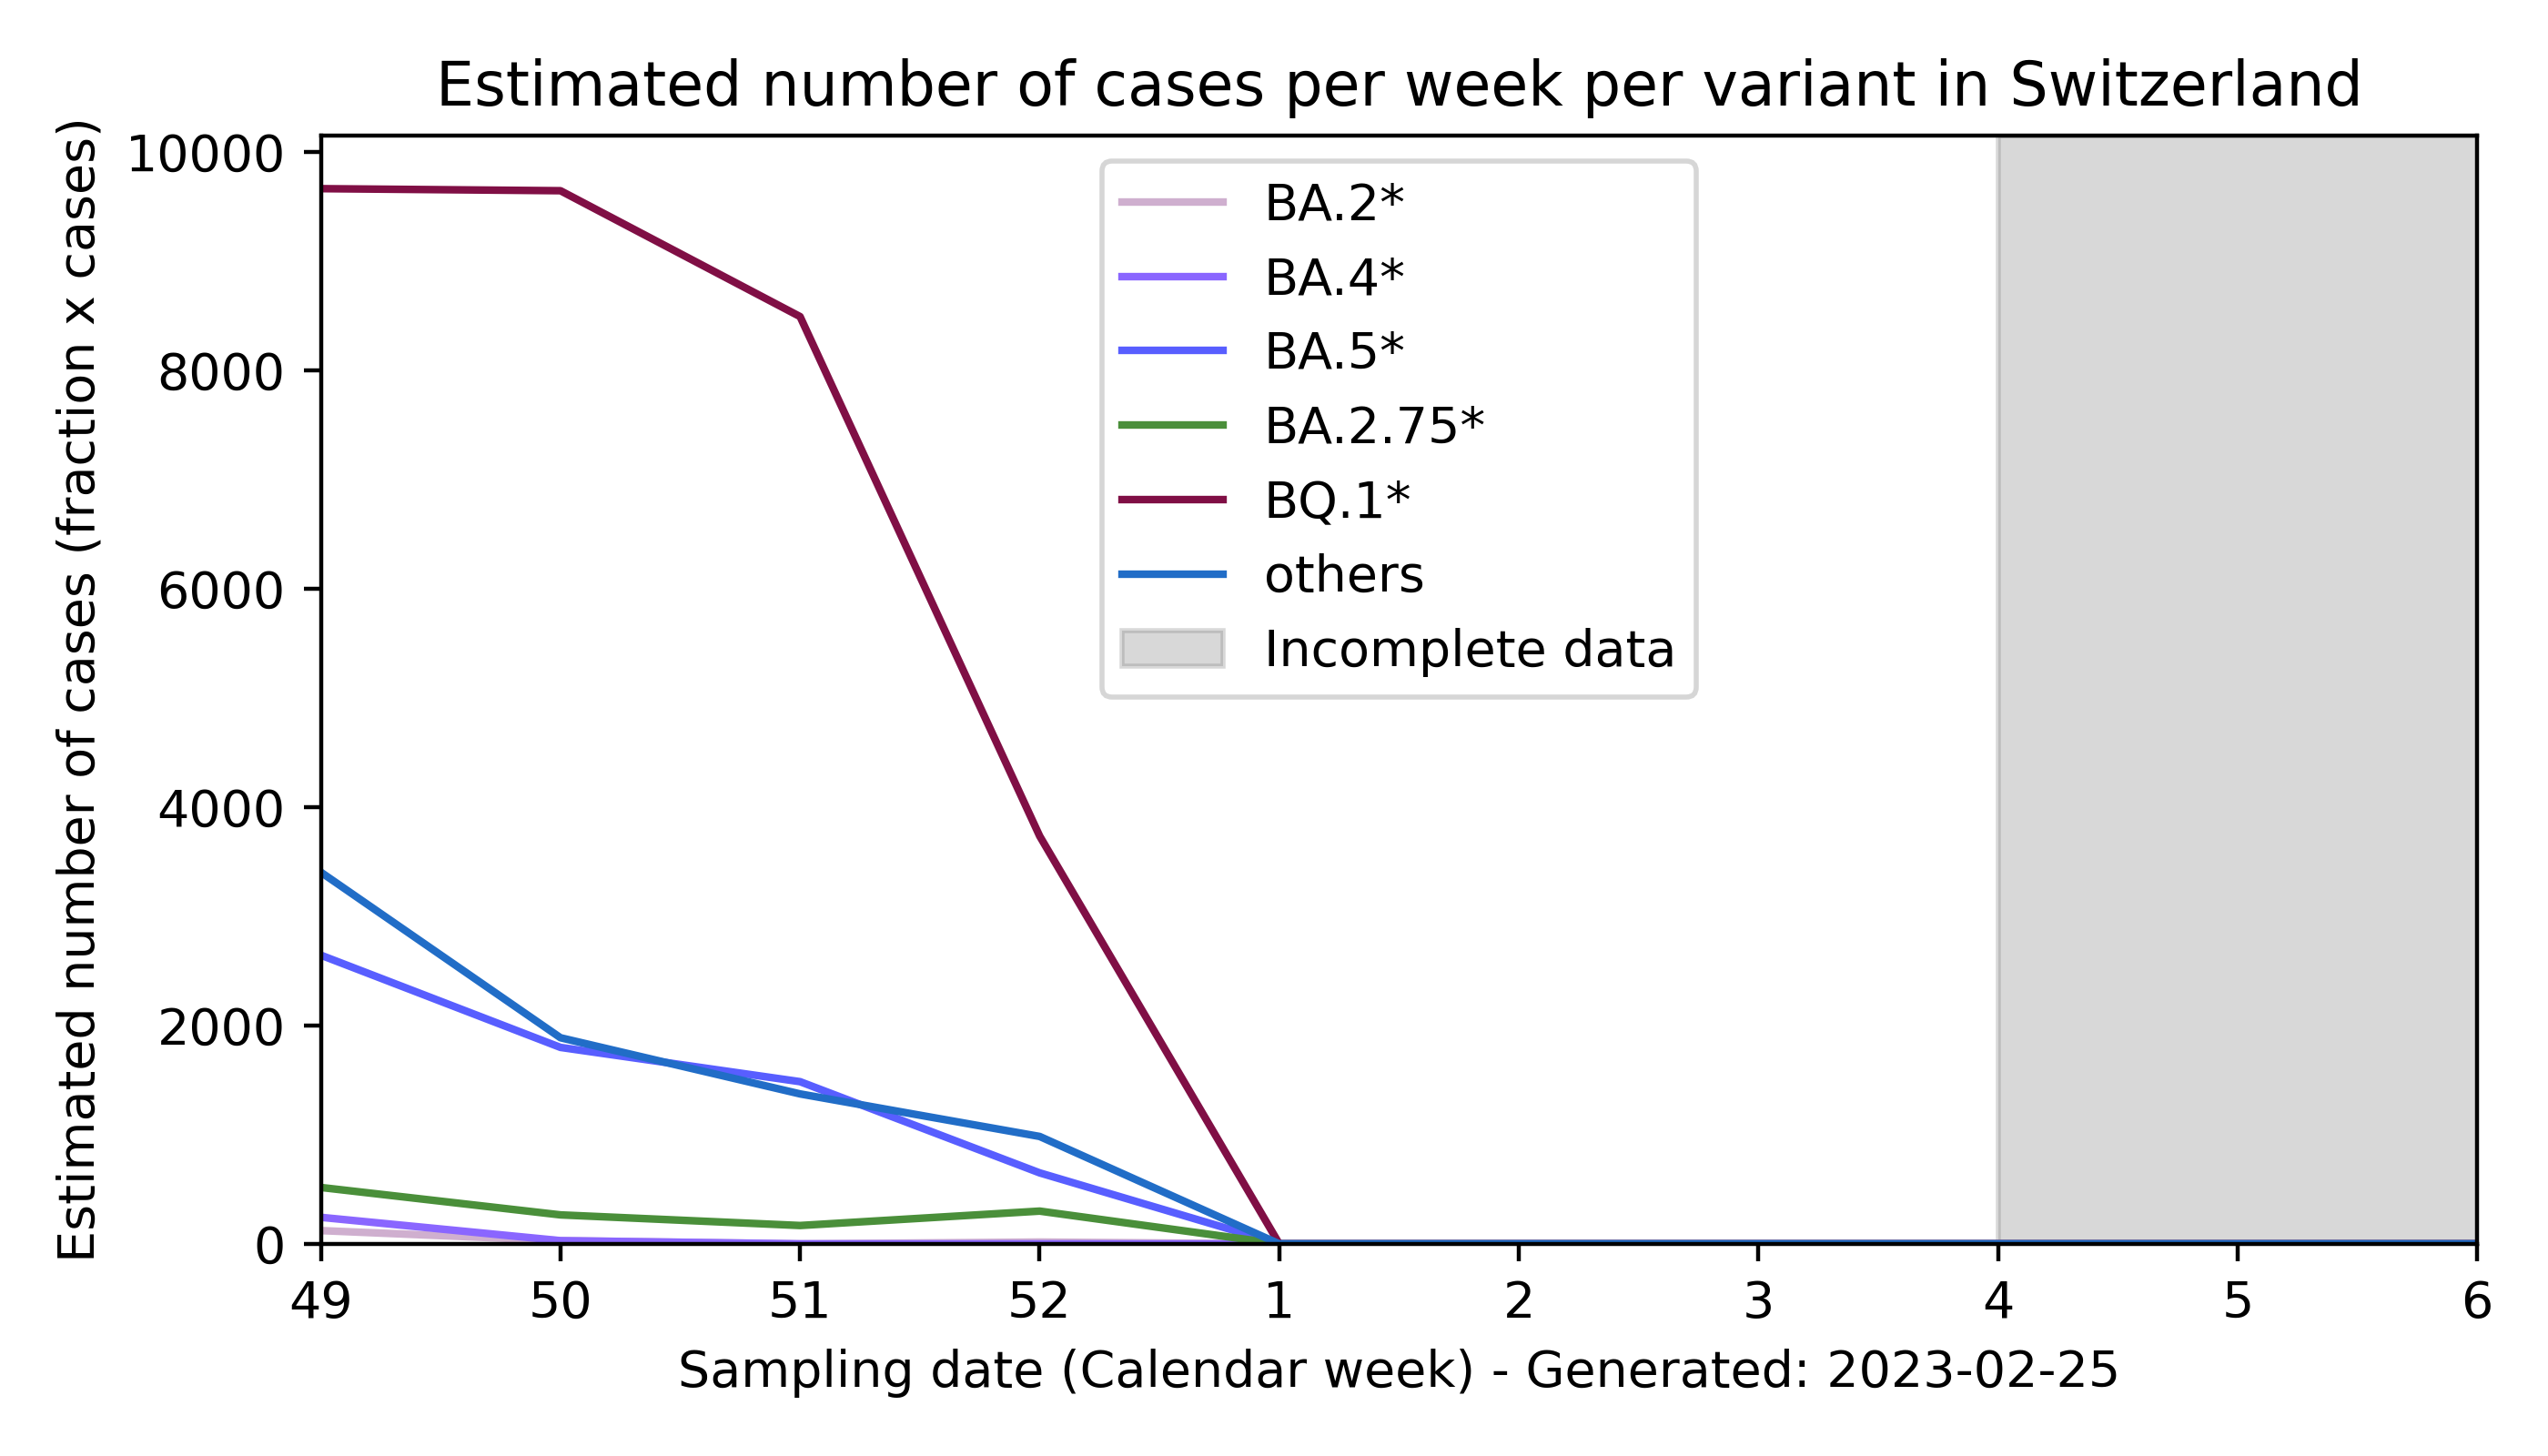 Estimated number of cases per week per variant in Switzerland
Estimated number of cases (fraction x cases)
10000
8000
6000
4000
2000
0
BA.2*
BA.4*
BA.5*
BA.2.75*
BQ.1*
others
Incomplete data
49 50 51 52 1 2 3 4 5 6
Sampling date (Calendar week) - Generated: 2023-02-25